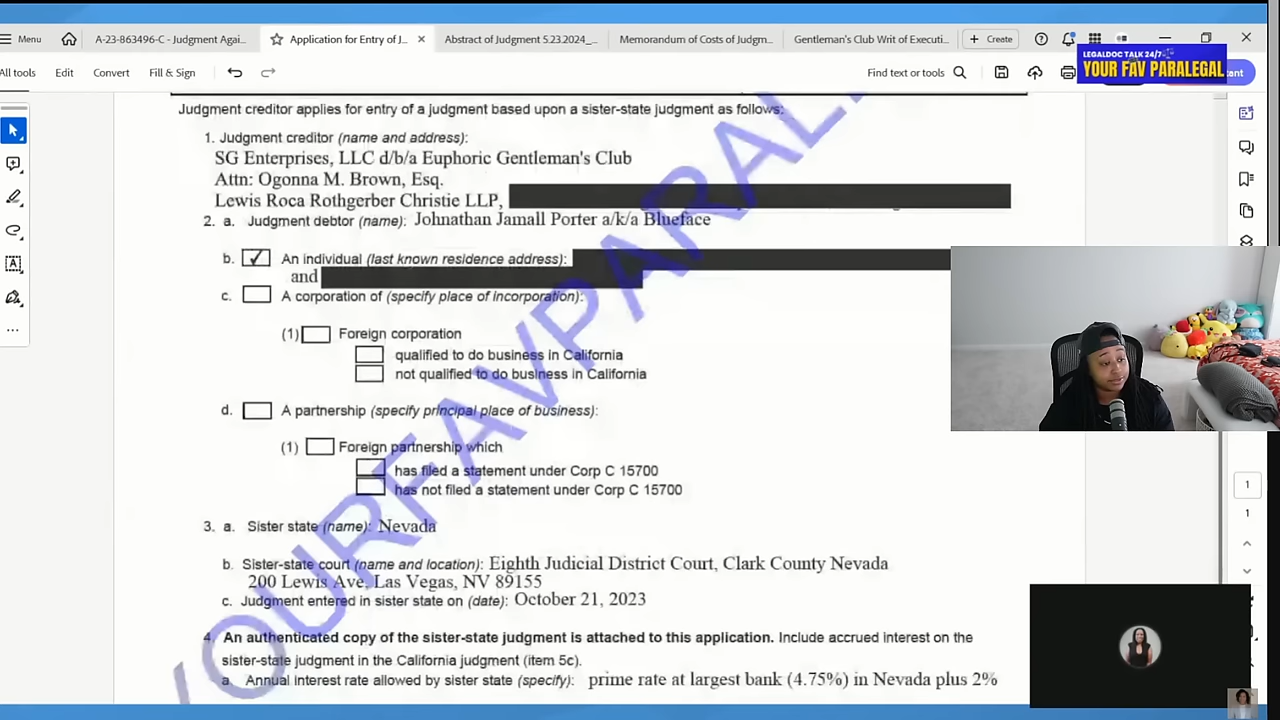 Menu
A-23-863496-C - Judgment Agai...
Application for Entry of J...
Abstract of Judgment 5.23.2024_...
Memorandum of Costs of Judgm...
Gentlemen's Club Writ of Executi...
Create
All tools
Edit
Convert
Fill & Sign
Find text or tools
LEGALDOC TALK 24/7
YOUR FAV PARALEGAL
Judgment creditor applies for entry of a judgment based upon a sister-state judgment as follows:
1. Judgment creditor (name and address):
SG Enterprises, LLC d/b/a Euphoric Gentleman's Club
Attn: Ogonna M. Brown, Esq.
Lewis Roca Rothgerber Christie LLP,
2. a. Judgment debtor (name): Johnathan Jamall Porter a/k/a Blueface
b. ✓ An individual (last known residence address):
and
c. A corporation of (specify place of incorporation):
(1) Foreign corporation
qualified to do business in California
not qualified to do business in California
d. A partnership (specify principal place of business):
(1) Foreign partnership which
has filed a statement under Corp C 15700
has not filed a statement under Corp C 15700
3. a. Sister state (name): Nevada
b. Sister-state court (name and location): Eighth Judicial District Court, Clark County Nevada
200 Lewis Ave, Las Vegas, NV 89155
c. Judgment entered in sister state on (date): October 21, 2023
4. An authenticated copy of the sister-state judgment is attached to this application. Include accrued interest on the
sister-state judgment in the California judgment (item 5c).
a. Annual interest rate allowed by sister state (specify): prime rate at largest bank (4.75%) in Nevada plus 2%
YOURFAVPARAL
1
1